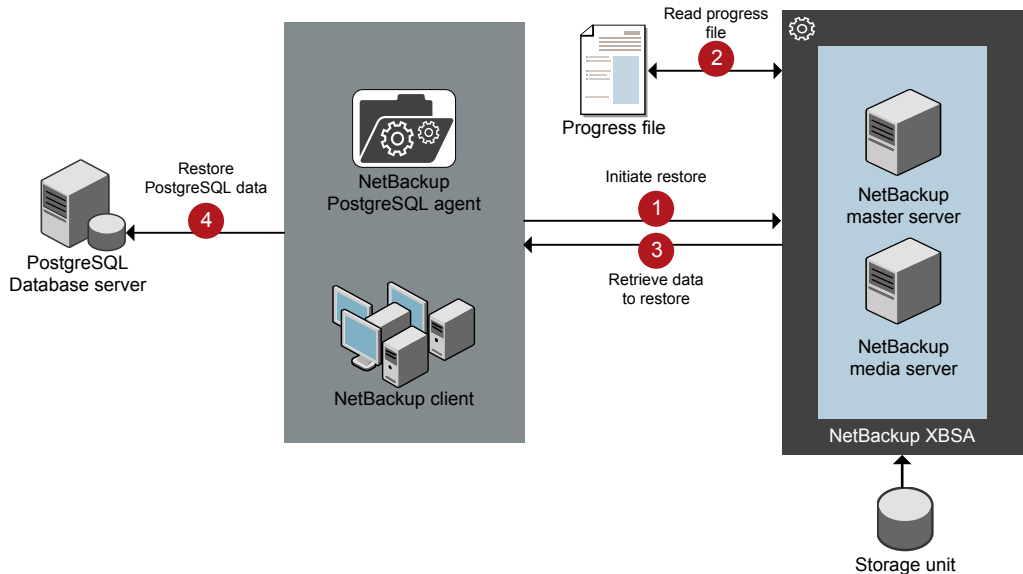 Read progress
file
2
Progress file
NetBackup
PostgreSQL agent
Restore
PostgreSQL data
4
PostgreSQL
Database server
Initiate restore
1
3
Retrieve data
to restore
NetBackup
master server
NetBackup
media server
NetBackup client
NetBackup XBSA
Storage unit